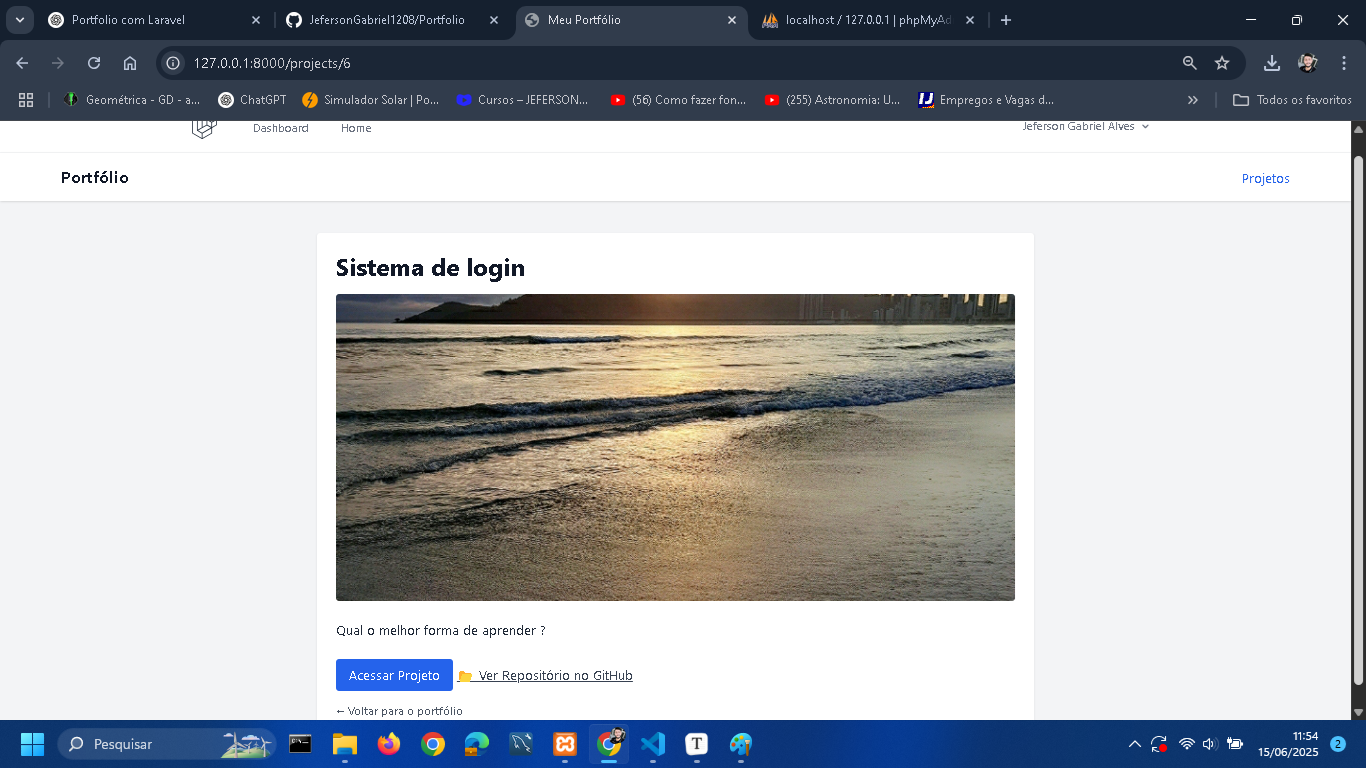 Portfolio com Laravel
JefersonGabriel1208/Portfolio
Meu Portfólio
localhost / 127.0.0.1 | phpMyAd
127.0.0.1:8000/projects/6
Geométrica - GD - a...
ChatGPT
Simulador Solar | Po...
Cursos – JEFERSON...
(56) Como fazer fon...
(255) Astronomia: U...
Empregos e Vagas d...
Todos os favoritos
Dashboard
Home
Jeferson Gabriel Alves
Portfólio
Projetos
Sistema de login
Qual o melhor forma de aprender ?
Acessar Projeto
Ver Repositório no GitHub
← Voltar para o portfólio
Pesquisar
11:54
15/06/2025
2